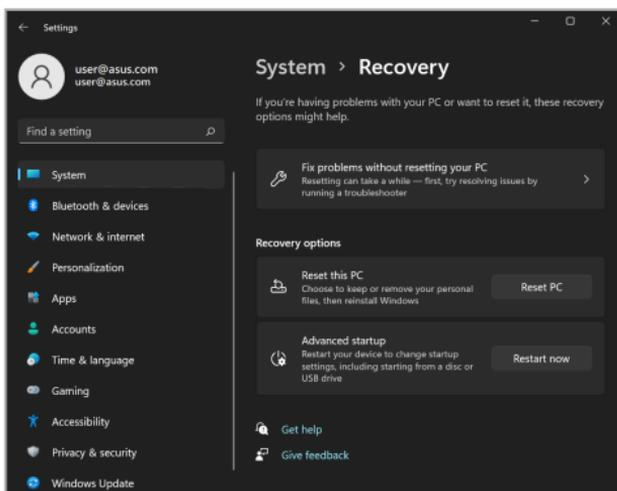 Settings
user@asus.com
user@asus.com
Find a setting
System
Bluetooth & devices
Network & internet
Personalization
Apps
Accounts
Time & language
Gaming
Accessibility
Privacy & security
Windows Update
System > Recovery
If you're having problems with your PC or want to reset it, these recovery
options might help.
Fix problems without resetting your PC
Resetting can take a while — first, try resolving issues by
running a troubleshooter
Recovery options
Reset this PC
Choose to keep or remove your personal
files, then reinstall Windows
Reset PC
Advanced startup
Restart your device to change startup
settings, including starting from a disc or
USB drive
Restart now
Get help
Give feedback